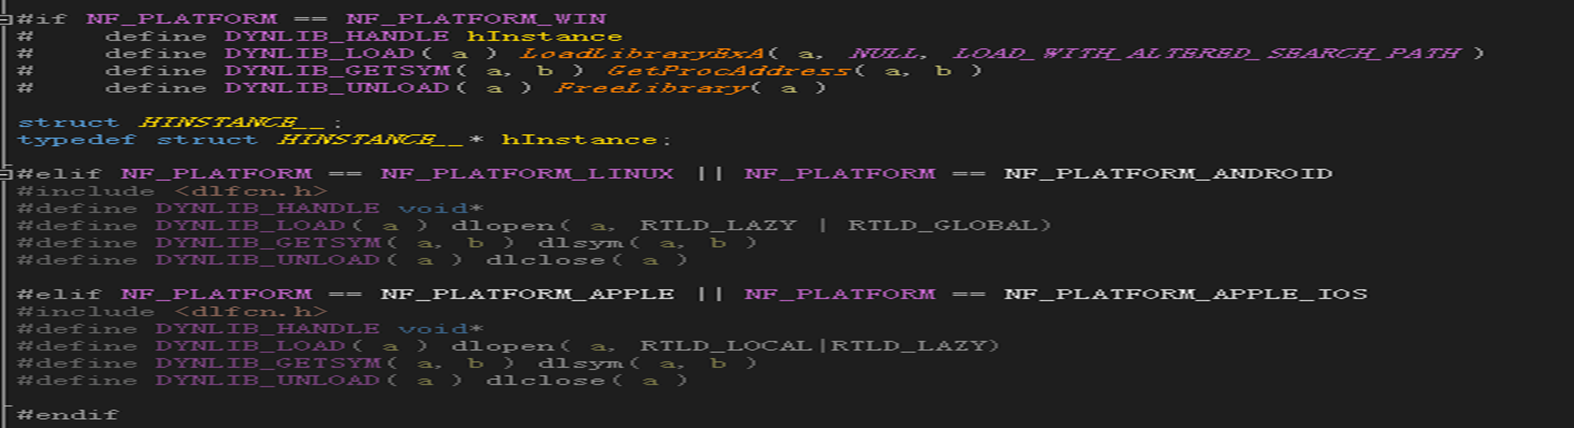 #if NF_PLATFORM == NF_PLATFORM_WIN
#    define DYNLIB_HANDLE hInstance
#    define DYNLIB_LOAD( a ) LoadLibraryExA( a, NULL, LOAD_WITH_ALTERED_SEARCH_PATH )
#    define DYNLIB_GETSYM( a, b ) GetProcAddress( a, b )
#    define DYNLIB_UNLOAD( a ) FreeLibrary( a )
struct HINSTANCE__;
typedef struct HINSTANCE__* hInstance;
#elif NF_PLATFORM == NF_PLATFORM_LINUX || NF_PLATFORM == NF_PLATFORM_ANDROID
#include <dlfcn.h>
#define DYNLIB_HANDLE void*
#define DYNLIB_LOAD( a ) dlopen( a, RTLD_LAZY | RTLD_GLOBAL)
#define DYNLIB_GETSYM( a, b ) dlsym( a, b )
#define DYNLIB_UNLOAD( a ) dlclose( a )
#elif NF_PLATFORM == NF_PLATFORM_APPLE || NF_PLATFORM == NF_PLATFORM_APPLE_IOS
#include <dlfcn.h>
#define DYNLIB_HANDLE void*
#define DYNLIB_LOAD( a ) dlopen( a, RTLD_LOCAL|RTLD_LAZY)
#define DYNLIB_GETSYM( a, b ) dlsym( a, b )
#define DYNLIB_UNLOAD( a ) dlclose( a )
#endif